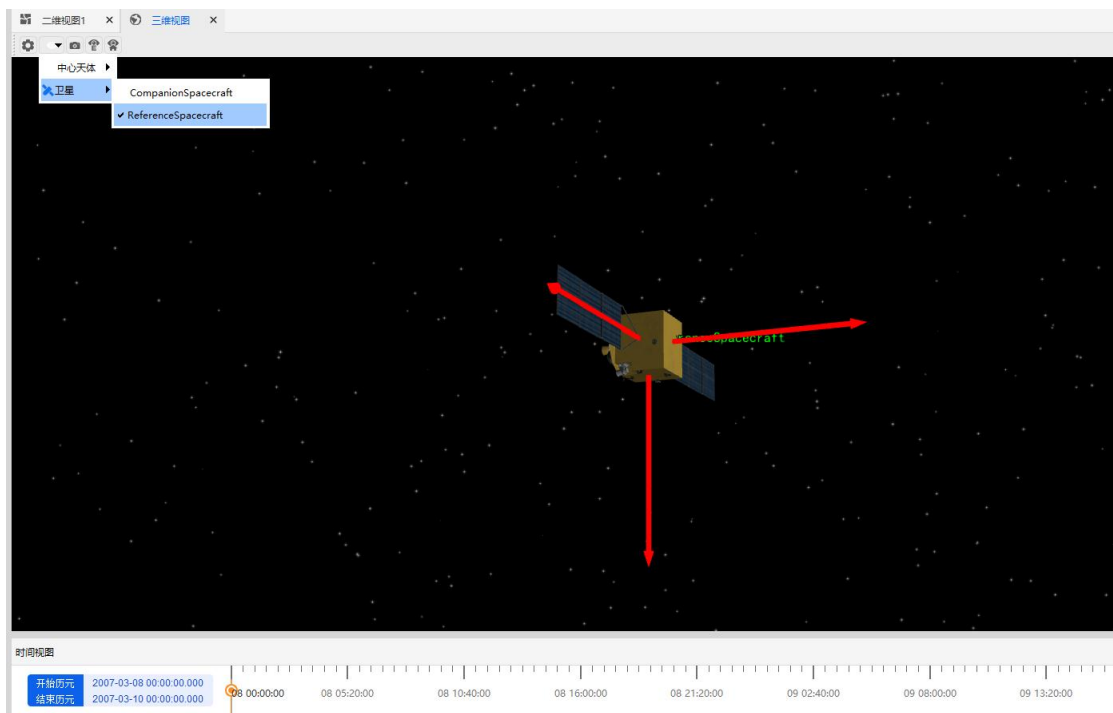 二维视图1
三维视图
中心天体
卫星
CompanionSpacecraft
ReferenceSpacecraft
Spacecraft
时间视图
开始历元 2007-03-08 00:00:00.000
结束历元 2007-03-10 00:00:00.000
08 00:00:00 08 05:20:00 08 10:40:00 08 16:00:00 08 21:20:00 09 02:40:00 09 08:00:00 09 13:20:00